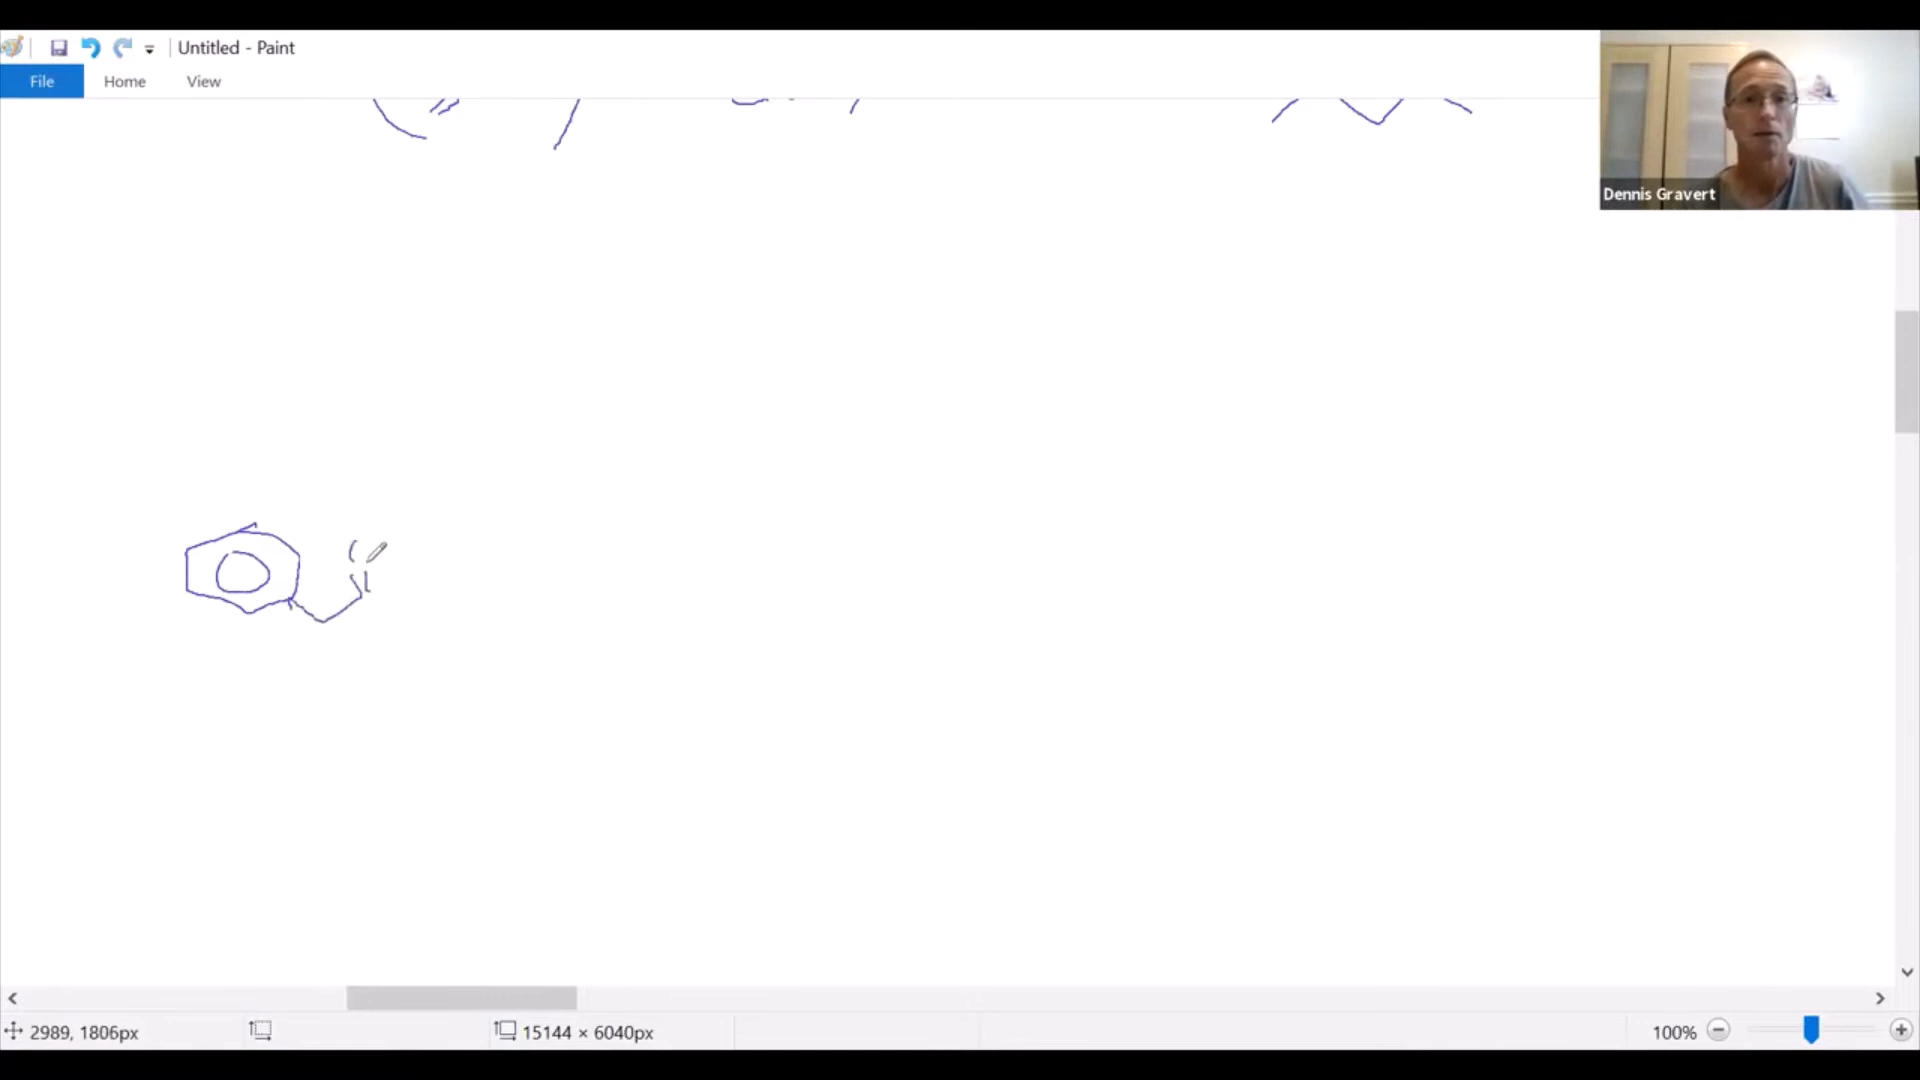 Untitled - Paint
File Home View
Dennis Gravert
2989, 1806px 15144 × 6040px 100%